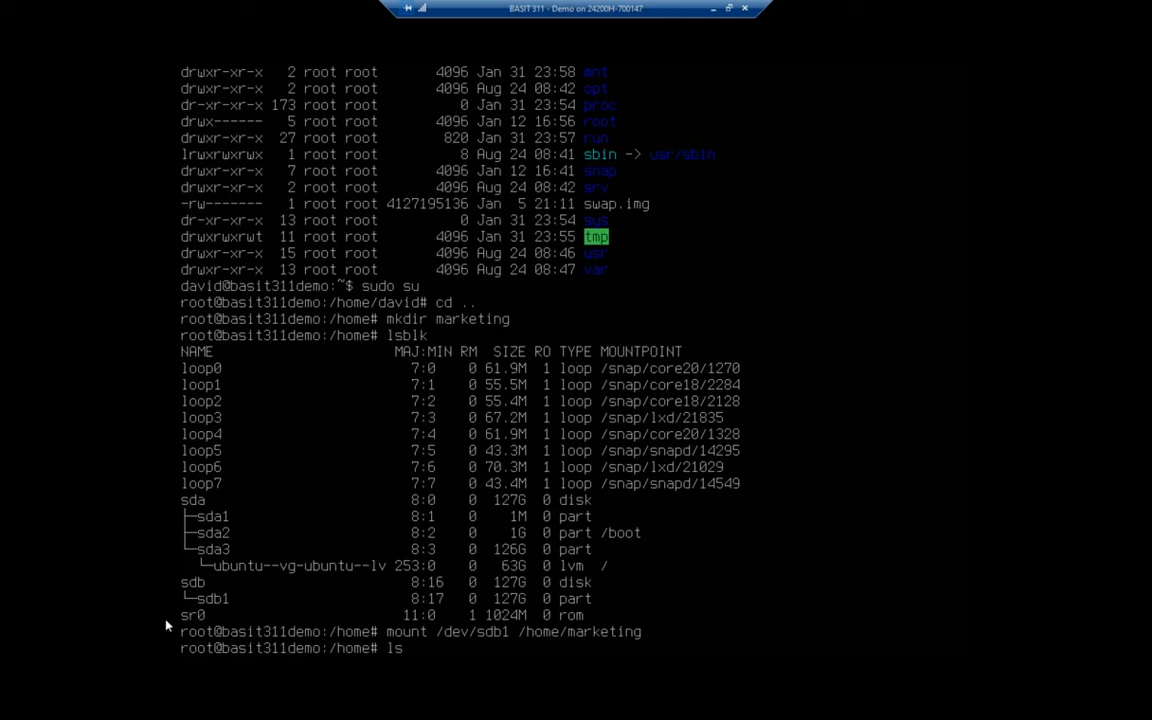 BASIT 311 - Demo on 24200H-700147
drwxr-xr-x 2 root root 4096 Jan 31 23:58 mnt
drwxr-xr-x 2 root root 4096 Aug 24 08:42 opt
dr-xr-xr-x 173 root root 0 Jan 31 23:54 proc
drwx------ 5 root root 4096 Jan 12 16:56 root
drwxr-xr-x 27 root root 820 Jan 31 23:57 run
lrwxrwxrwx 1 root root 8 Aug 24 08:41 sbin -> usr/sbin
drwxr-xr-x 7 root root 4096 Jan 12 16:41 snap
drwxr-xr-x 2 root root 4096 Aug 24 08:42 srv
-rw------- 1 root root 4127195136 Jan 5 21:11 swap.img
dr-xr-xr-x 13 root root 0 Jan 31 23:54 sys
drwxrwxrwt 11 root root 4096 Jan 31 23:55 tmp
drwxr-xr-x 15 root root 4096 Aug 24 08:46 usr
drwxr-xr-x 13 root root 4096 Aug 24 08:47 var
david@basit311demo:~$ sudo su
root@basit311demo:/home/david# cd ..
root@basit311demo:/home# mkdir marketing
root@basit311demo:/home# lsblk
NAME MAJ:MIN RM SIZE RO TYPE MOUNTPOINT
loop0 7:0 0 61.9M 1 loop /snap/core20/1270
loop1 7:1 0 55.5M 1 loop /snap/core18/2284
loop2 7:2 0 55.4M 1 loop /snap/core18/2128
loop3 7:3 0 67.2M 1 loop /snap/lxd/21835
loop4 7:4 0 61.9M 1 loop /snap/core20/1328
loop5 7:5 0 43.3M 1 loop /snap/snapd/14295
loop6 7:6 0 70.3M 1 loop /snap/lxd/21029
loop7 7:7 0 43.4M 1 loop /snap/snapd/14549
sda 8:0 0 127G 0 disk
├─sda1 8:1 0 1M 0 part
├─sda2 8:2 0 1G 0 part /boot
└─sda3 8:3 0 126G 0 part
└─ubuntu--vg-ubuntu--lv 253:0 0 63G 0 lvm /
sdb 8:16 0 127G 0 disk
└─sdb1 8:17 0 127G 0 part
sr0 11:0 1 1024M 0 rom
root@basit311demo:/home# mount /dev/sdb1 /home/marketing
root@basit311demo:/home# ls